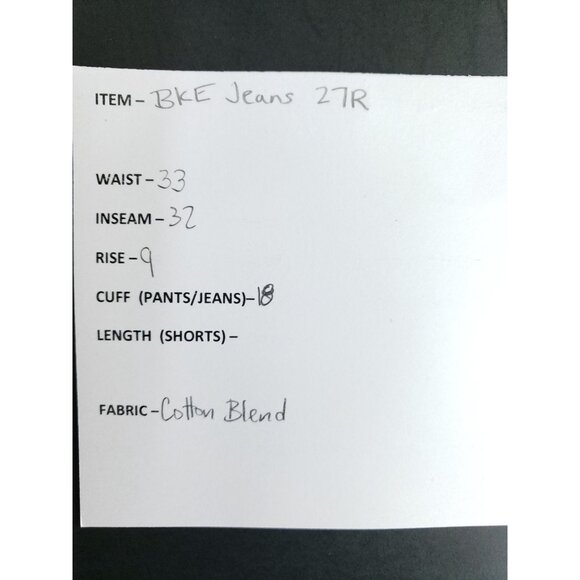 ITEM – BKE Jeans 27R
WAIST – 33
INSEAM – 32
RISE – 9
CUFF (PANTS/JEANS)– 18
LENGTH (SHORTS) –
FABRIC – Cotton Blend